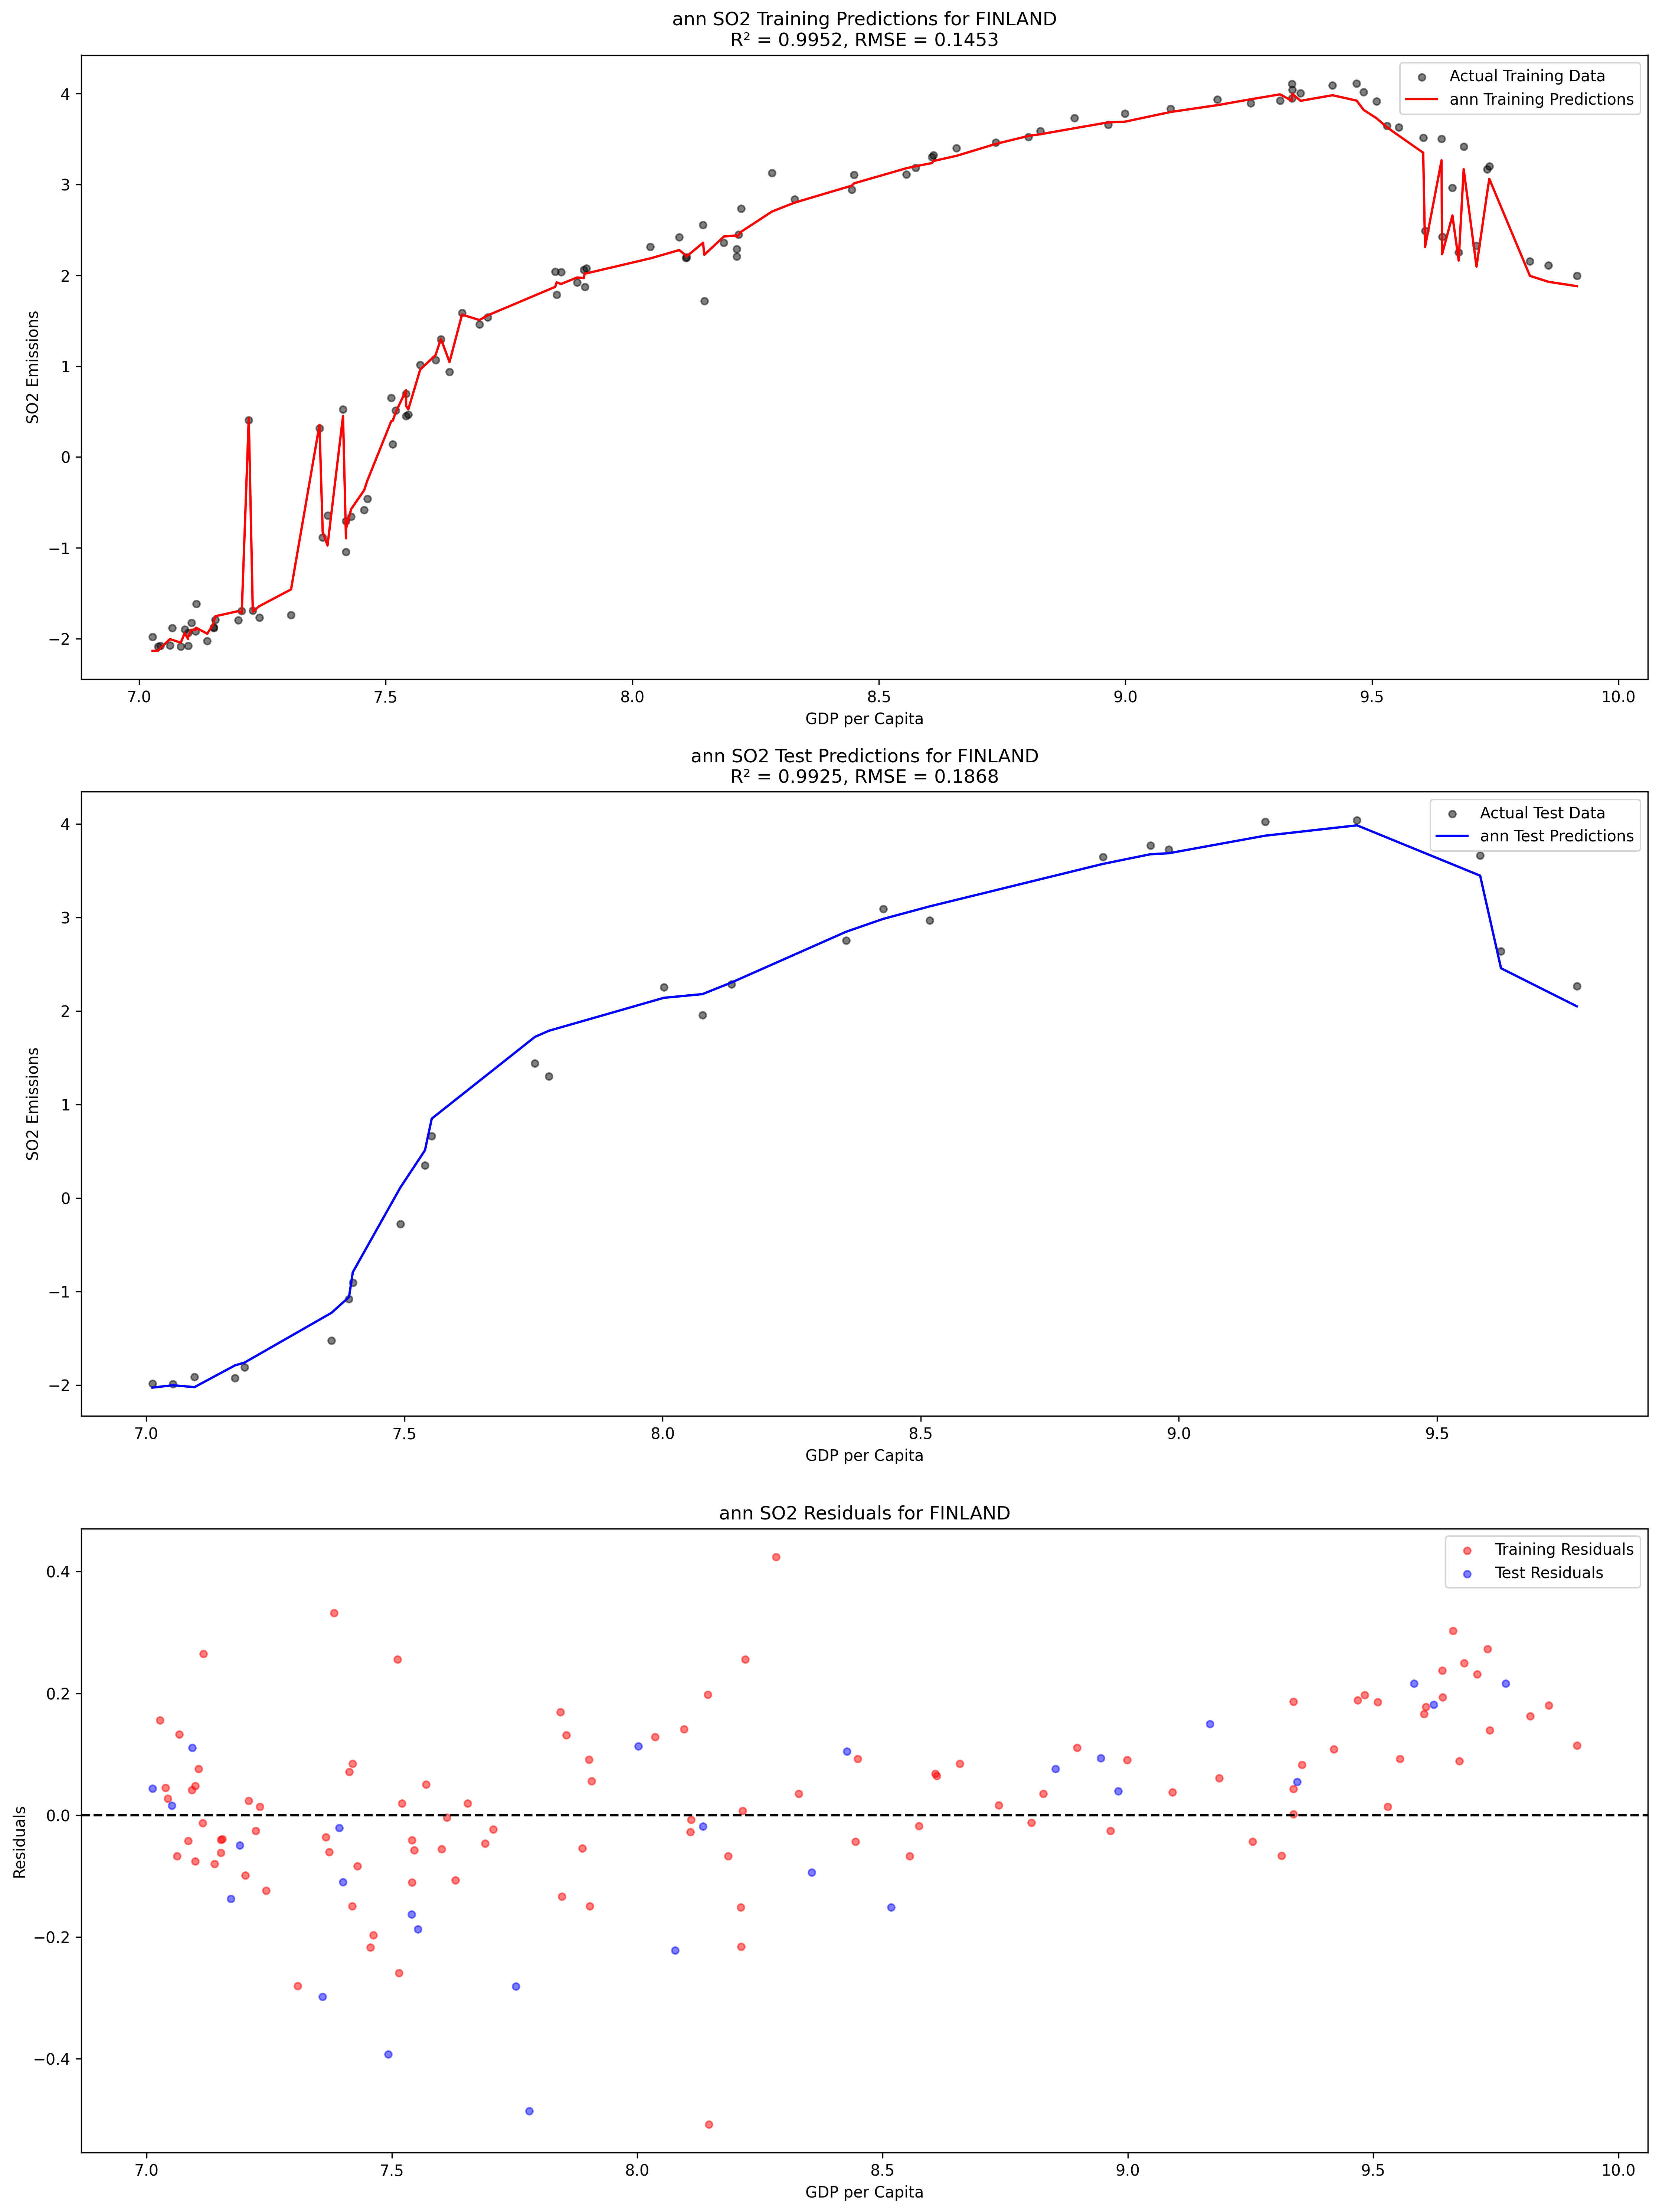 ann SO2 Training Predictions for FINLAND
R² = 0.9952, RMSE = 0.1453
Actual Training Data
ann Training Predictions
SO2 Emissions
4
3
2
1
0
−1
−2
7.0 7.5 8.0 8.5 9.0 9.5 10.0
GDP per Capita
ann SO2 Test Predictions for FINLAND
R² = 0.9925, RMSE = 0.1868
Actual Test Data
ann Test Predictions
SO2 Emissions
4
3
2
1
0
−1
−2
7.0 7.5 8.0 8.5 9.0 9.5
GDP per Capita
ann SO2 Residuals for FINLAND
Training Residuals
Test Residuals
Residuals
0.4
0.2
0.0
−0.2
−0.4
7.0 7.5 8.0 8.5 9.0 9.5 10.0
GDP per Capita